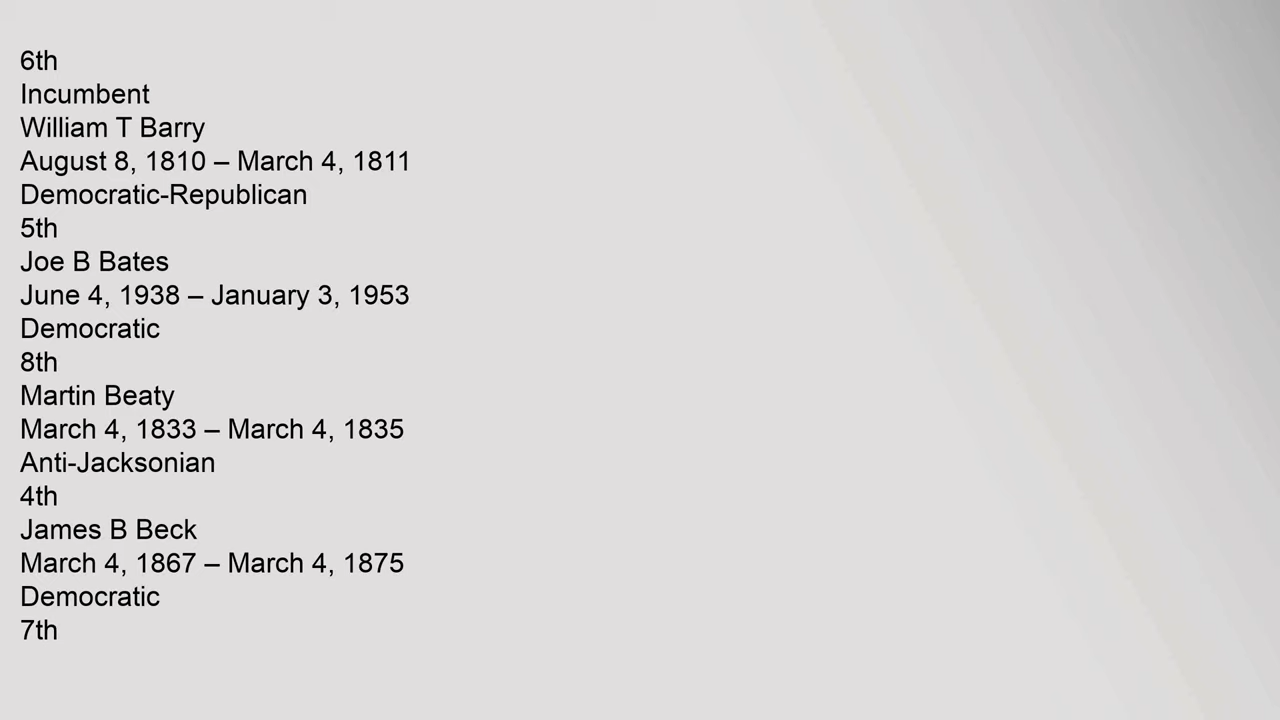 6th
Incumbent
William T Barry
August 8, 1810 – March 4, 1811
Democratic-Republican
5th
Joe B Bates
June 4, 1938 – January 3, 1953
Democratic
8th
Martin Beaty
March 4, 1833 – March 4, 1835
Anti-Jacksonian
4th
James B Beck
March 4, 1867 – March 4, 1875
Democratic
7th